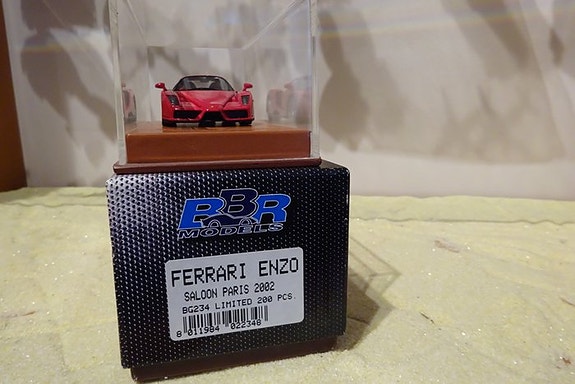 BBR
MODELS
FERRARI ENZO
SALOON PARIS 2002
BG234 LIMITED 200 PCS.
8 011984 022348